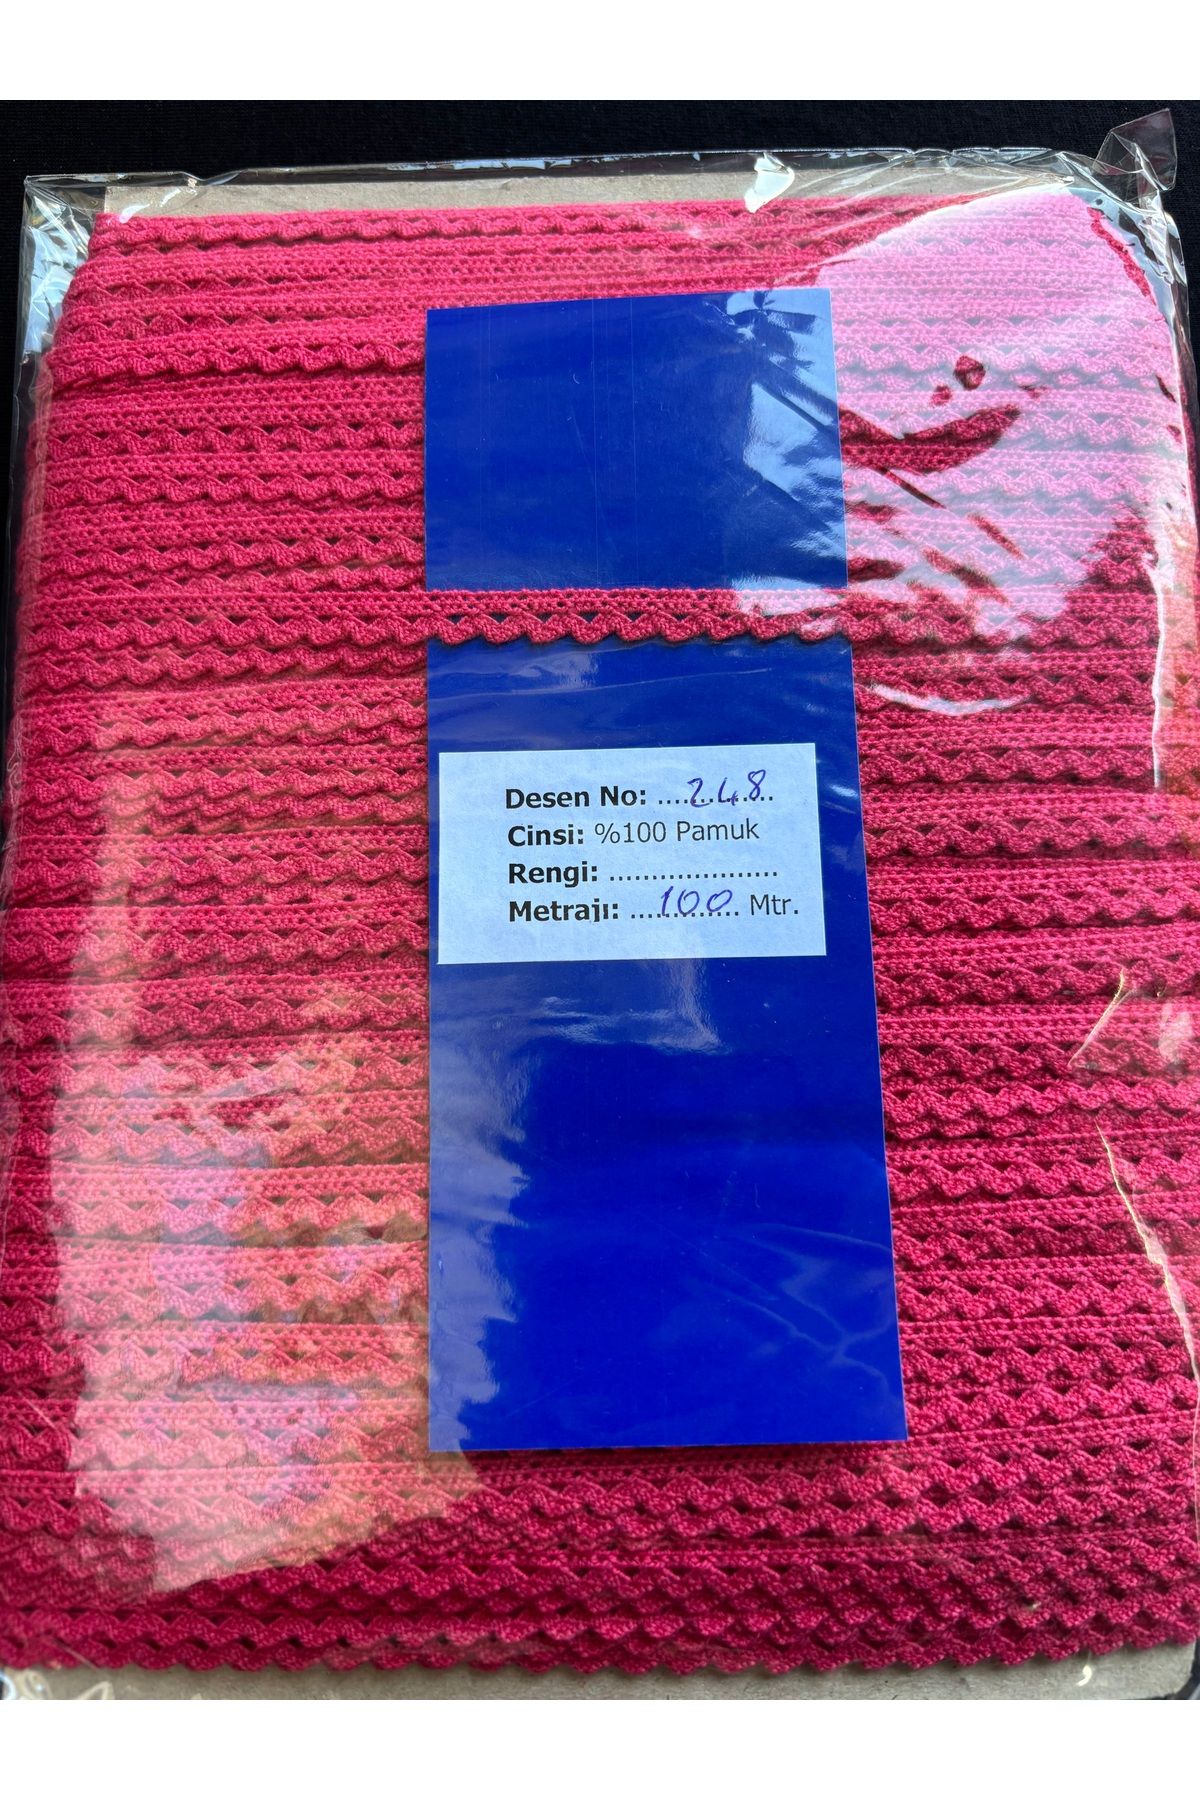 Desen No: ...248...
Cinsi: %100 Pamuk
Rengi: ....................
Metrajı: ...100... Mtr.